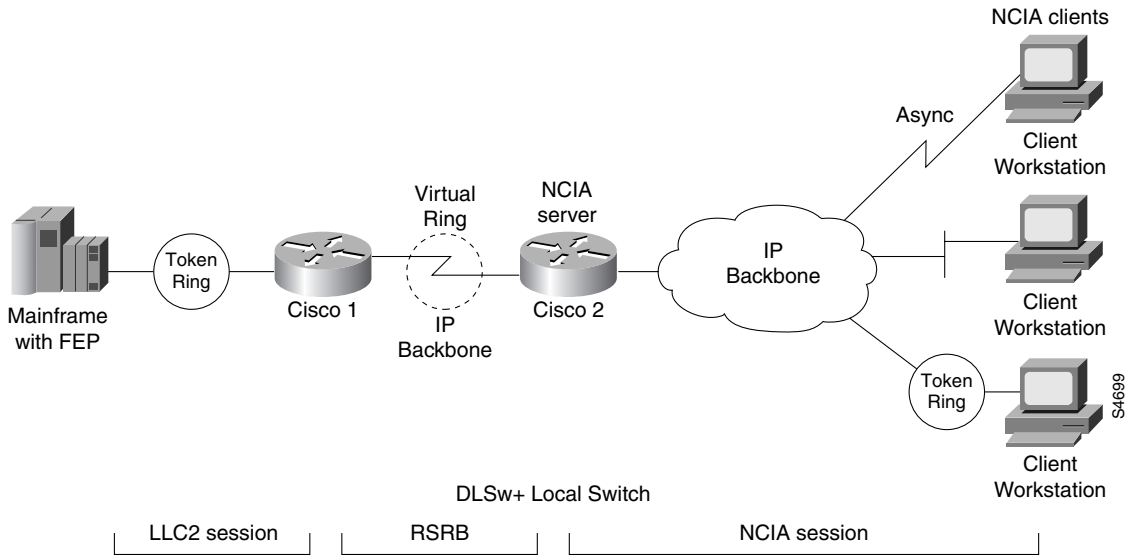 NCIA clients
Async
Client
Workstation
Virtual
Ring
NCIA
server
Token
Ring
IP
Backbone
Mainframe
with FEP
Cisco 1
IP
Backbone
Cisco 2
Client
Workstation
Token
Ring
S4699
Client
Workstation
DLSw+ Local Switch
LLC2 session
RSRB
NCIA session